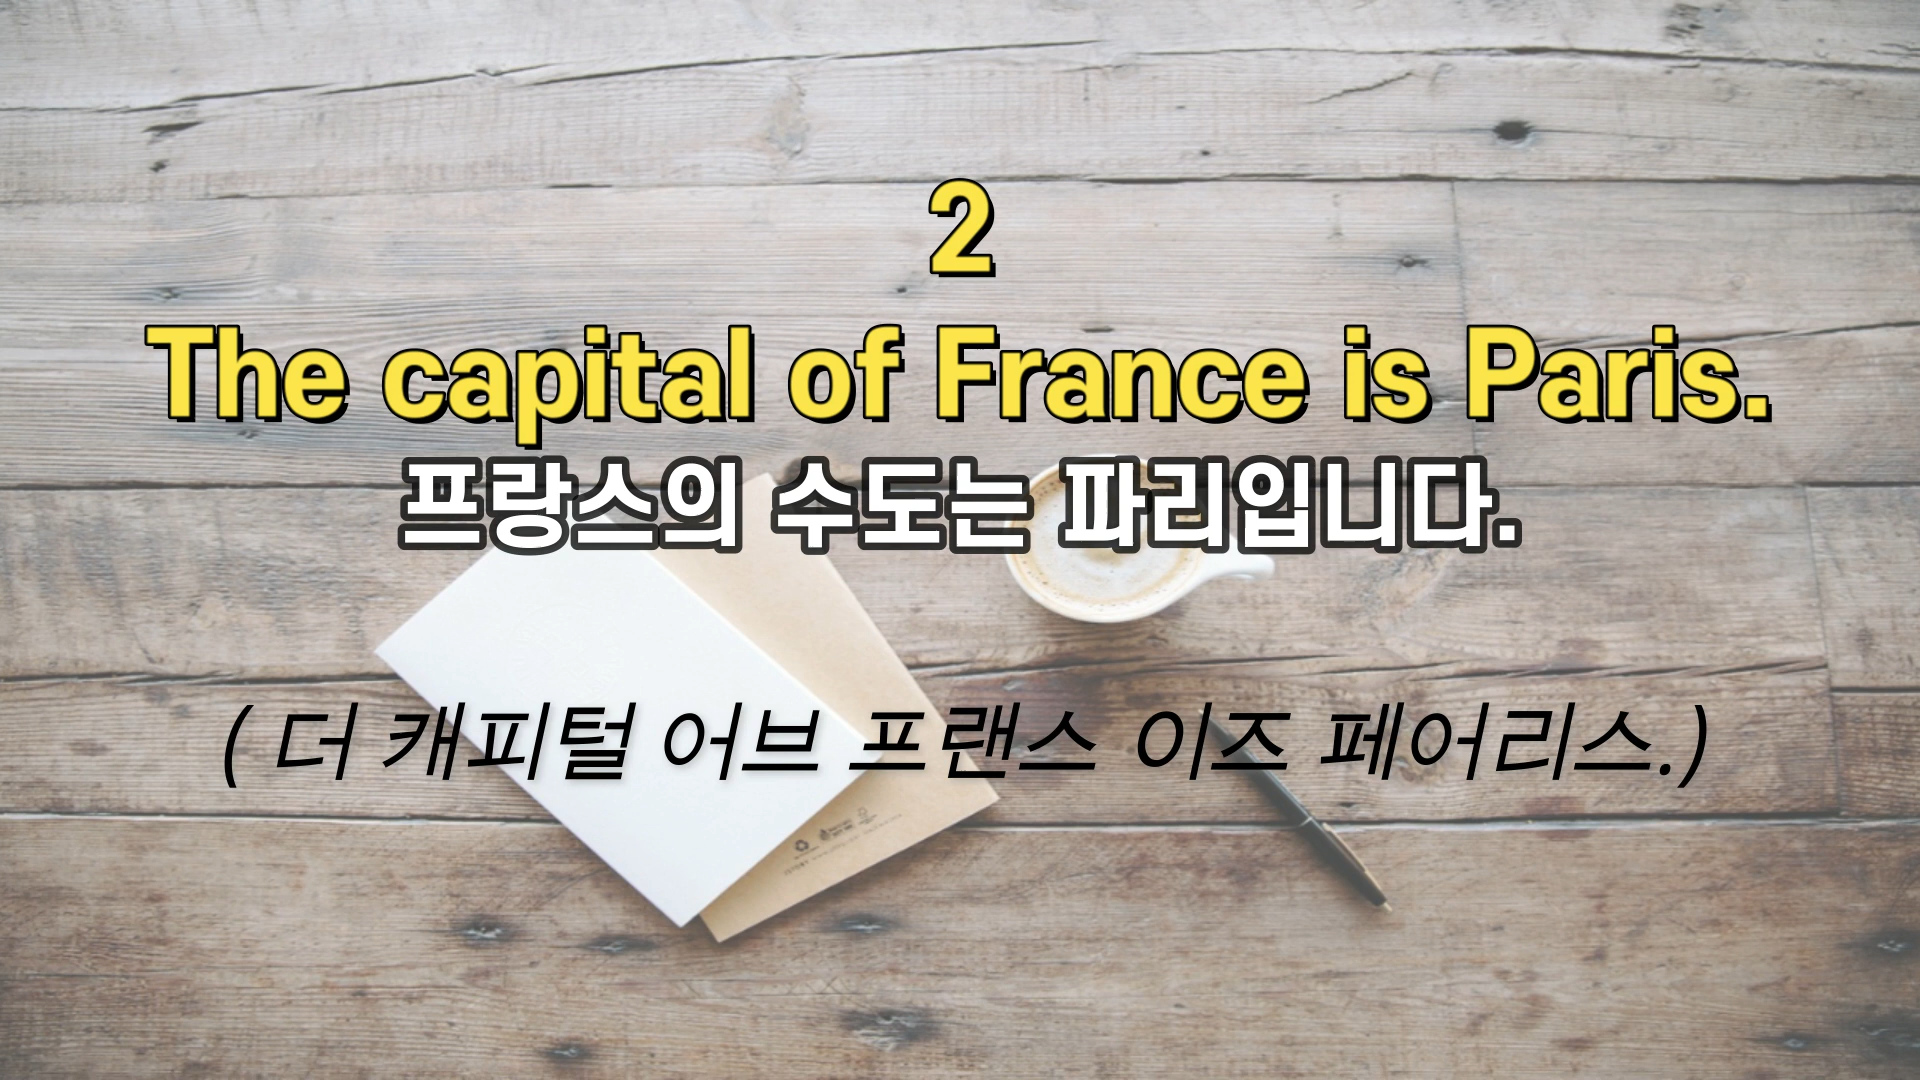 2
The capital of France is Paris.
프랑스의 수도는 파리입니다.
( 더 캐피털 어브 프랜스 이즈 페어리스.)